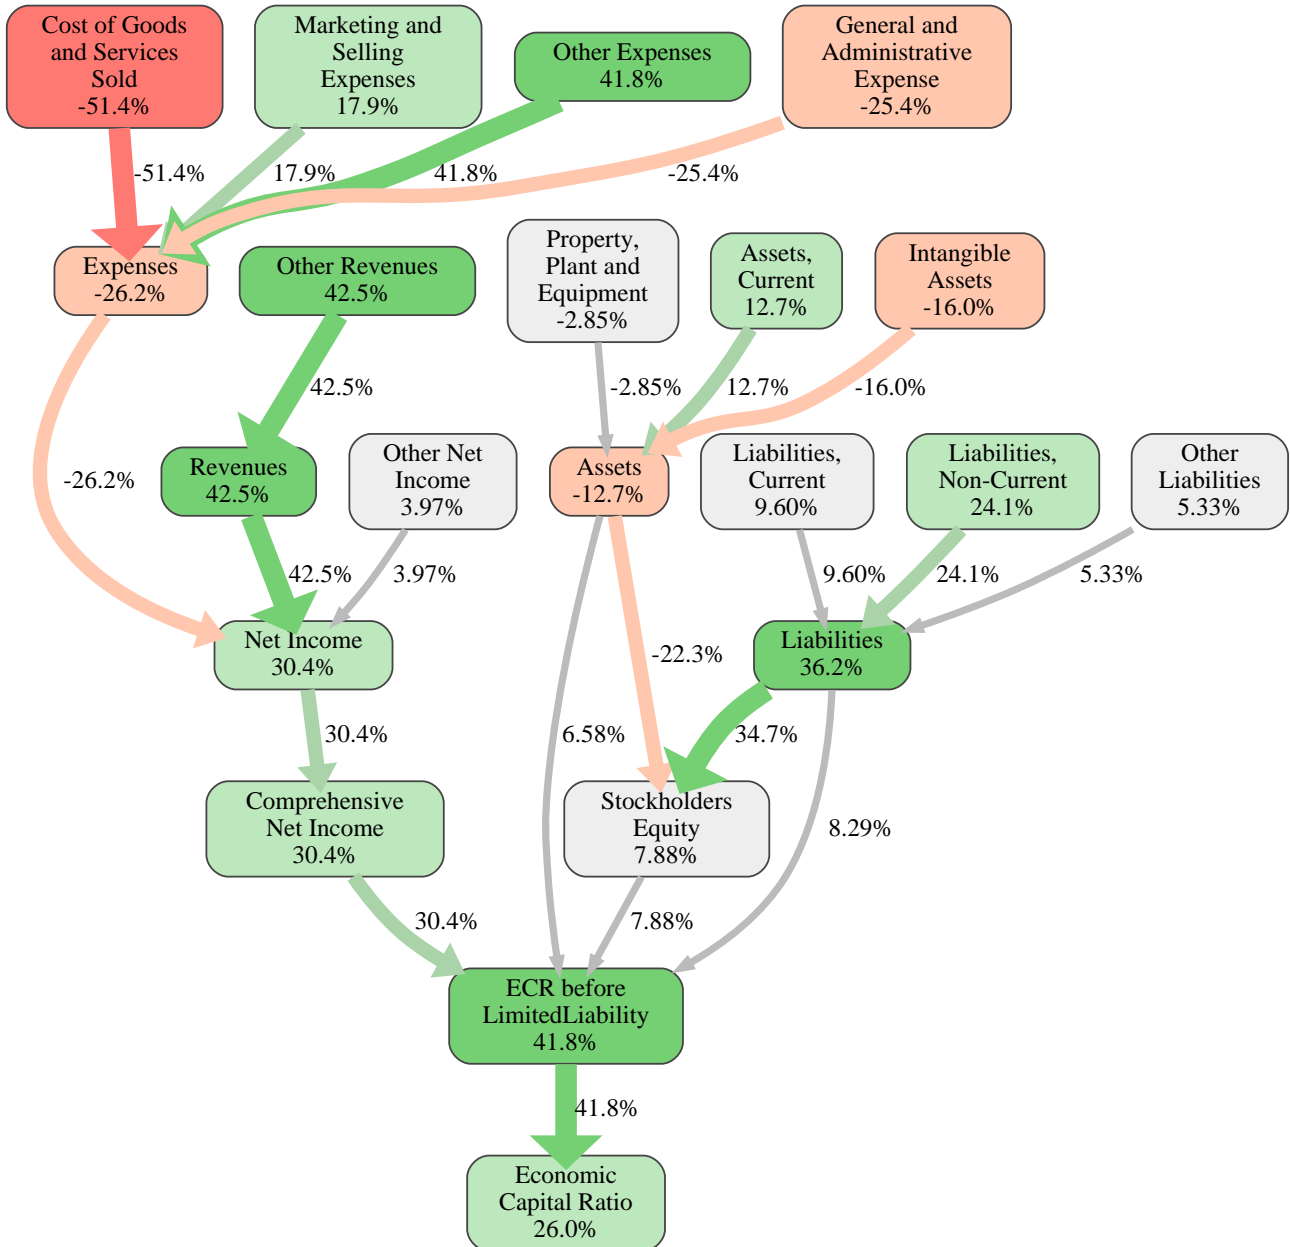 Cost of Goods
and Services
Sold
-51.4%
Marketing and
Selling
Expenses
17.9%
Other Expenses
41.8%
General and
Administrative
Expense
-25.4%
-51.4%
17.9%
41.8%
-25.4%
Expenses
-26.2%
Other Revenues
42.5%
Property,
Plant and
Equipment
-2.85%
Assets,
Current
12.7%
Intangible
Assets
-16.0%
42.5%
-2.85%
12.7%
-16.0%
-26.2%
Revenues
42.5%
Other Net
Income
3.97%
Assets
-12.7%
Liabilities,
Current
9.60%
Liabilities,
Non-Current
24.1%
Other
Liabilities
5.33%
42.5%
3.97%
9.60%
24.1%
5.33%
Net Income
30.4%
-22.3%
Liabilities
36.2%
30.4%
6.58%
34.7%
Comprehensive
Net Income
30.4%
Stockholders
Equity
7.88%
8.29%
30.4%
7.88%
ECR before
LimitedLiability
41.8%
41.8%
Economic
Capital Ratio
26.0%